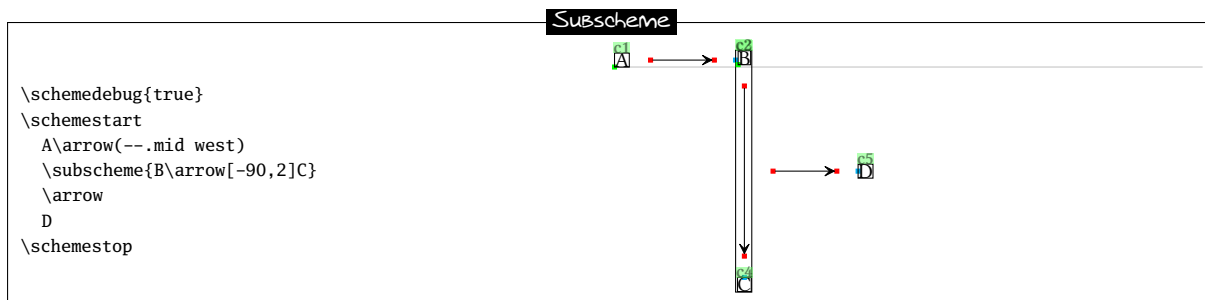 Subscheme
\schemedebug{true}
\schemestart
  A\arrow(--.mid west)
  \subscheme{B\arrow[-90,2]C}
  \arrow
  D
\schemestop
c1
A
c2
B
c5
D
c4
C